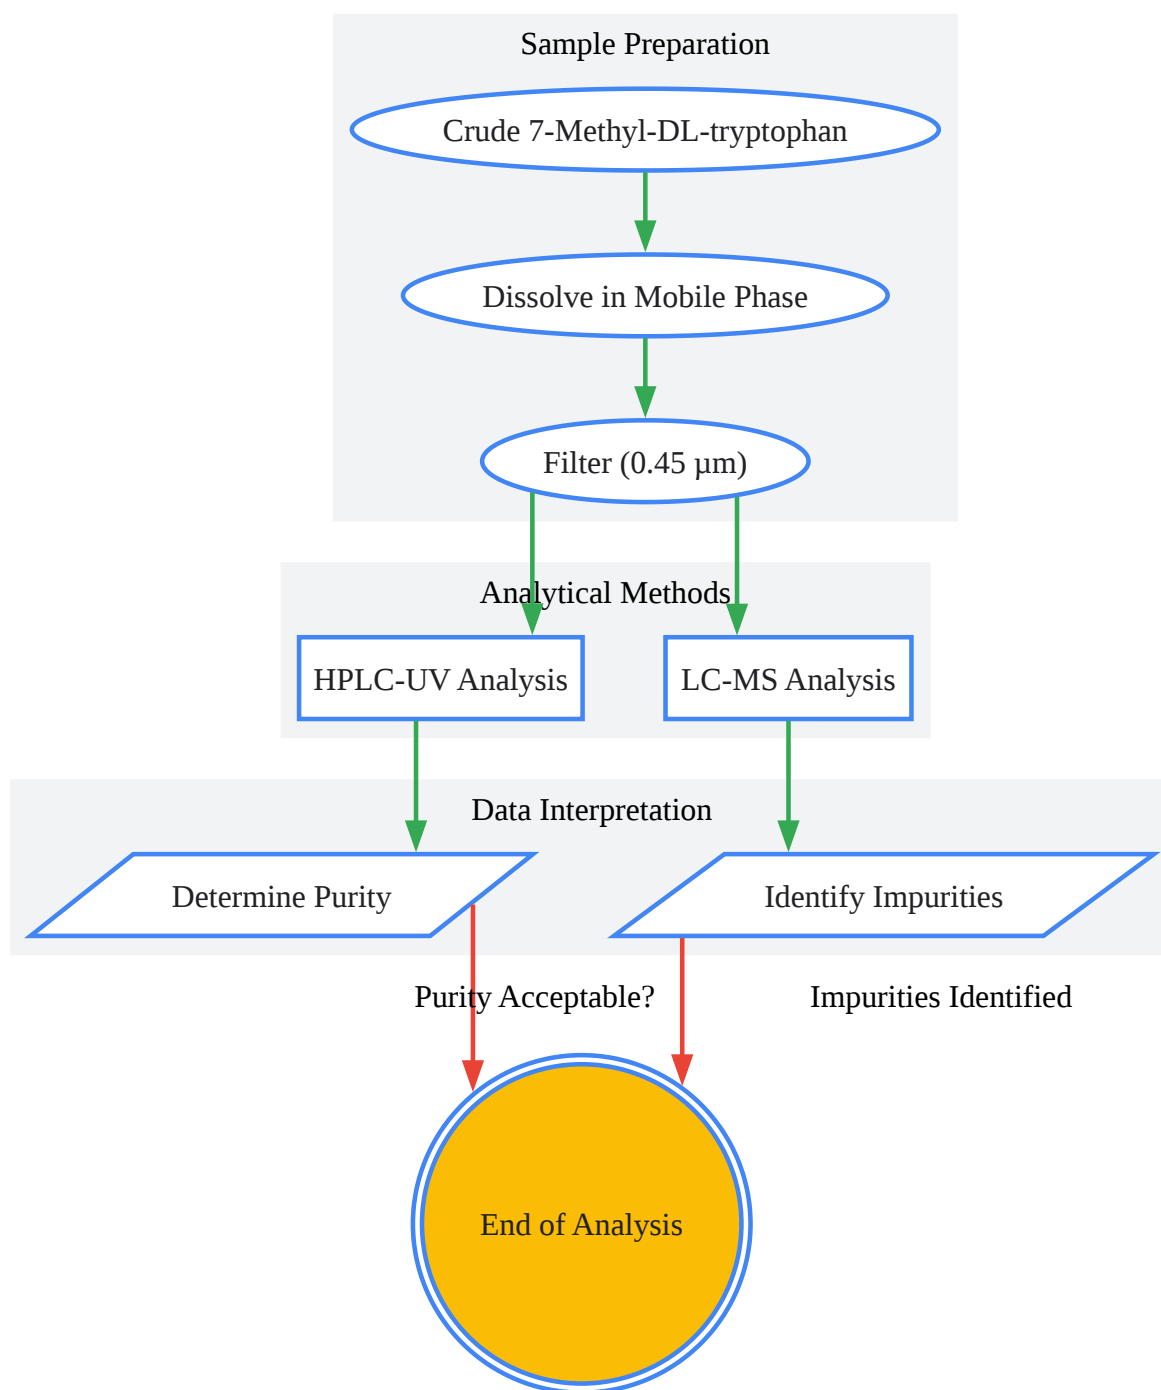 Sample Preparation
Crude 7-Methyl-DL-tryptophan
Dissolve in Mobile Phase
Filter (0.45 µm)
Analytical Methods
HPLC-UV Analysis
LC-MS Analysis
Data Interpretation
Determine Purity
Identify Impurities
Purity Acceptable?
Impurities Identified
End of Analysis